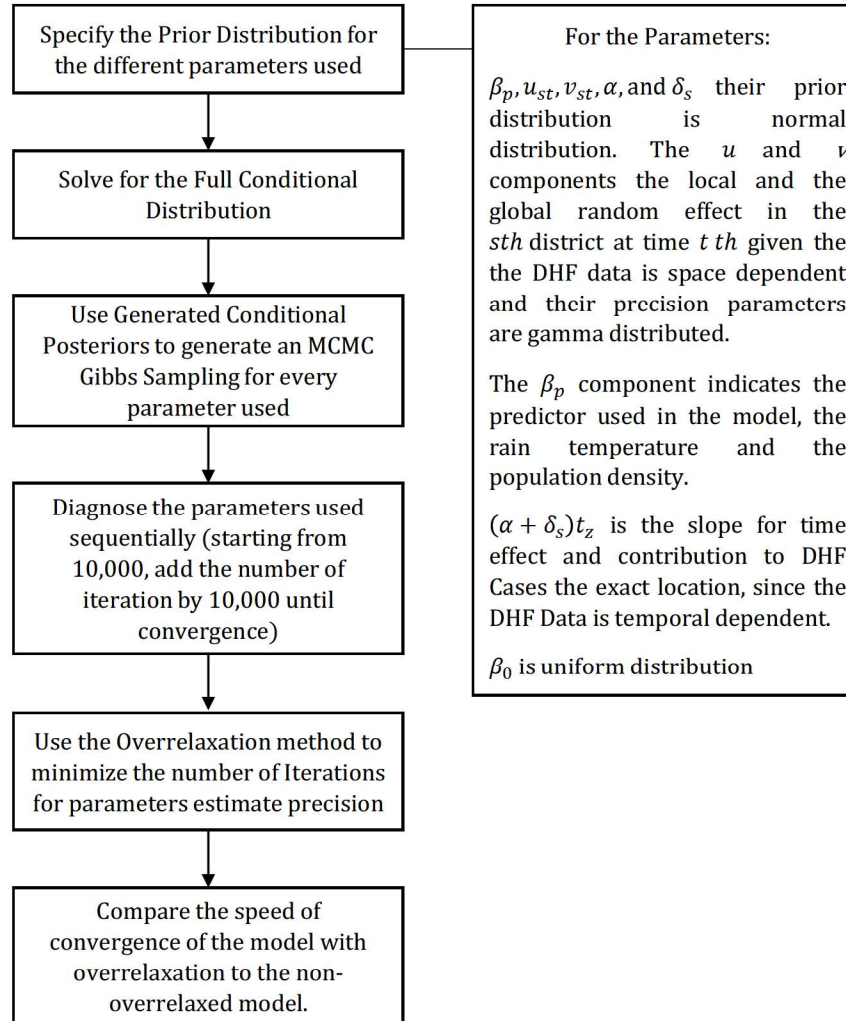 Specify the Prior Distribution for
the different parameters used
Solve for the Full Conditional
Distribution
Use Generated Conditional
Posteriors to generate an MCMC
Gibbs Sampling for every
parameter used
Diagnose the parameters used
sequentially (starting from
10,000, add the number of
iteration by 10,000 until
convergence)
Use the Overrelaxation method to
minimize the number of Iterations
for parameters estimate precision
Compare the speed of
convergence of the model with
overrelaxation to the non-
overrelaxed model.
For the Parameters:
β_p, u_st, v_st, α, and δ_s their prior
distribution is normal
distribution. The u and v
components the local and the
global random effect in the
sth district at time t th given the
the DHF data is space dependent
and their precision parameters
are gamma distributed.
The β_p component indicates the
predictor used in the model, the
rain temperature and the
population density.
(α + δ_s)t_z is the slope for time
effect and contribution to DHF
Cases the exact location, since the
DHF Data is temporal dependent.
β_0 is uniform distribution